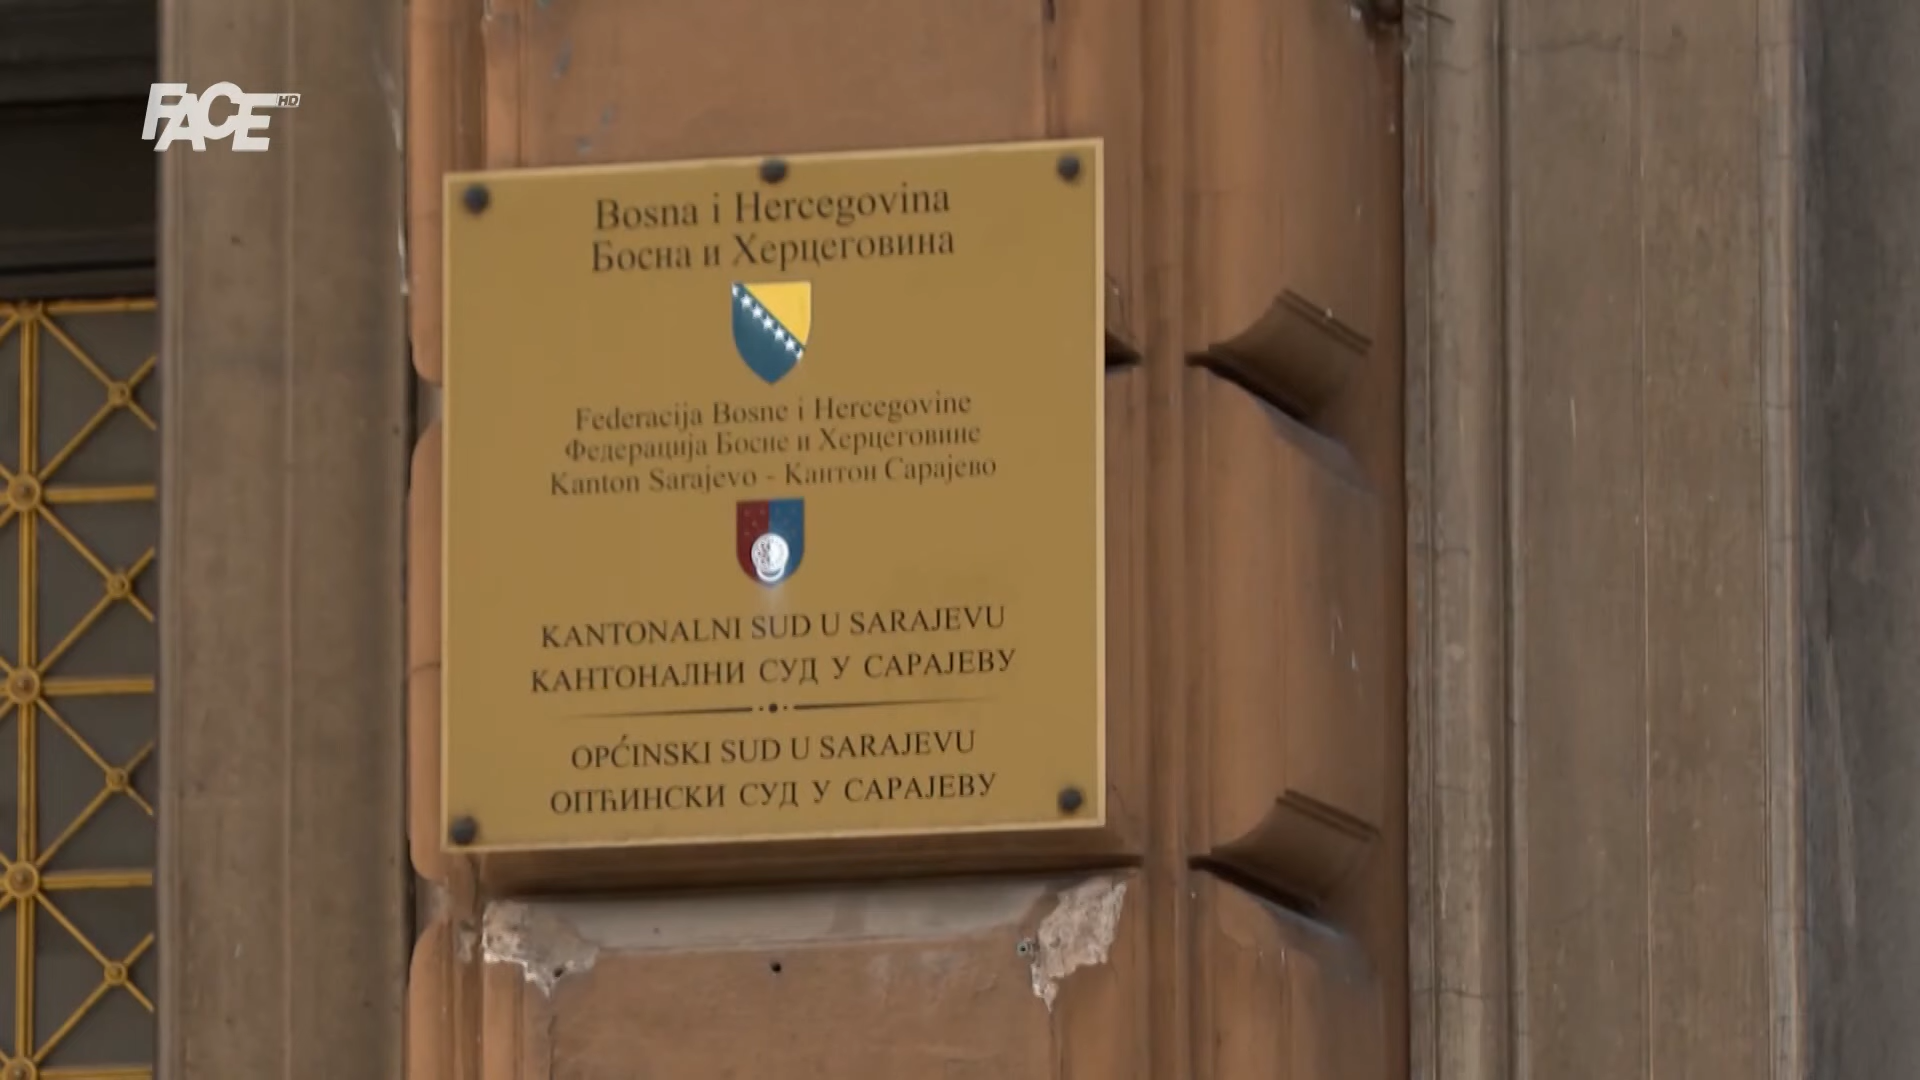 FACE HD
Bosna i Hercegovina
Босна и Херцеговина
Federacija Bosne i Hercegovine
Федерација Босне и Херцеговине
Kanton Sarajevo - Кантон Сарајево
KANTONALNI SUD U SARAJEVU
КАНТОНАЛНИ СУД У САРАЈЕВУ
OPĆINSKI SUD U SARAJEVU
ОПЋИНСКИ СУД У САРАЈЕВУ